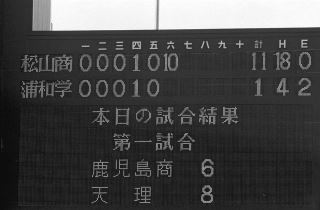 一二三四五六七八九十 計HE
松山商 0 0 0 1 0 10 11 18 0
浦和学 0 0 0 1 0 1 4 2
本日の試合結果
第一試合
鹿児島商 6
天理 8